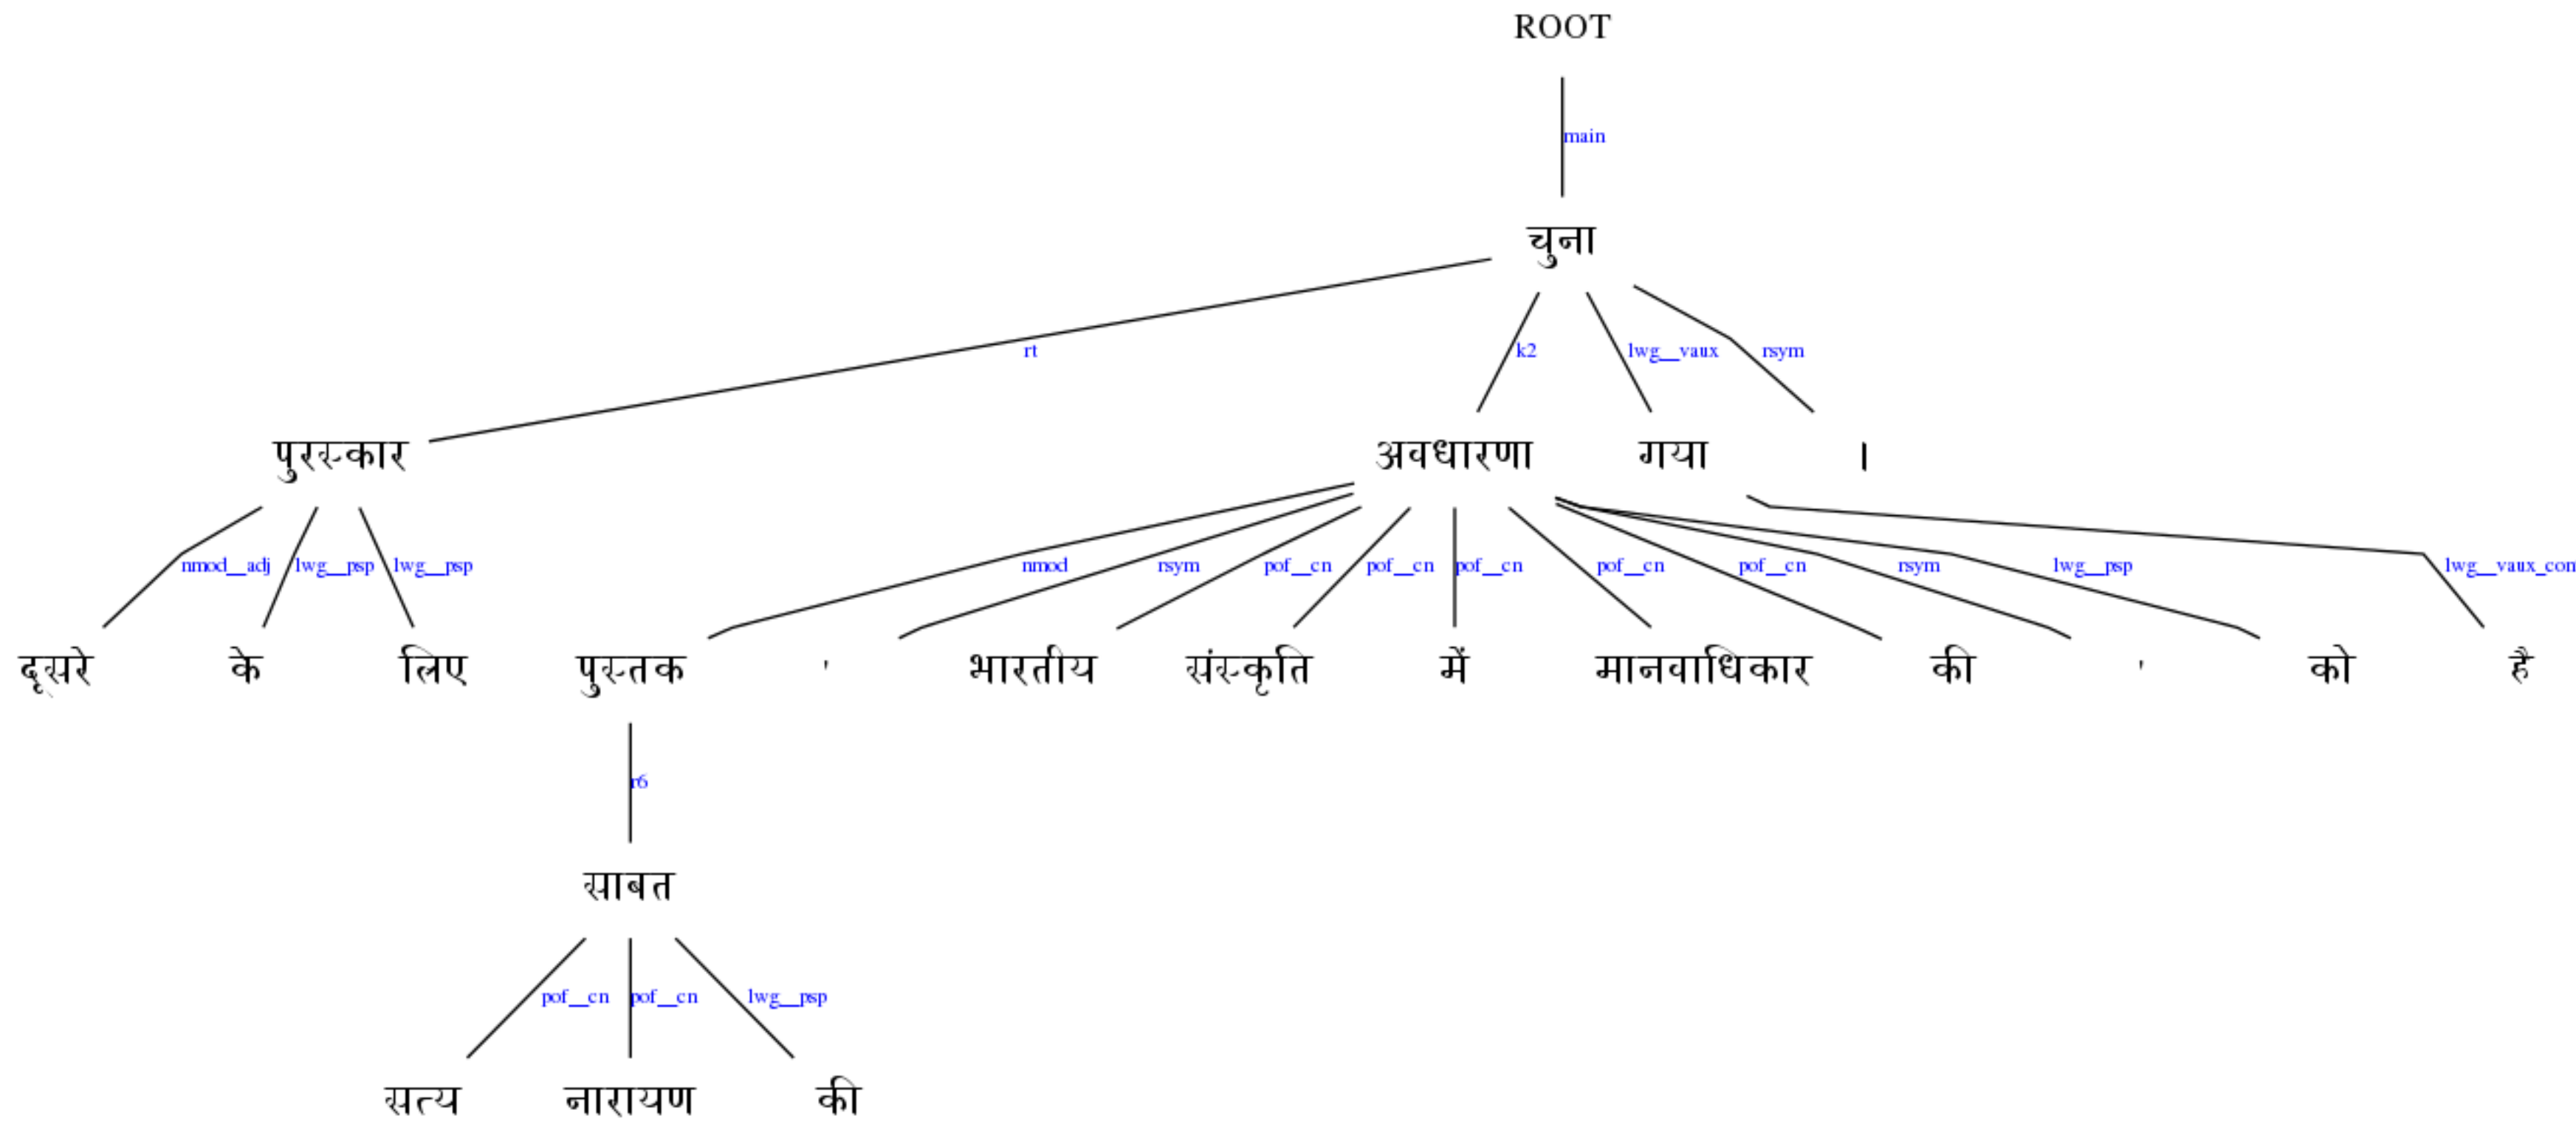 ROOT
main
चुना
rt k2 lwg__vaux rsym
पुरस्कार अवधारणा गया ।
nmod__adj lwg__psp lwg__psp nmod rsym pof__cn pof__cn pof__cn pof__cn pof__cn rsym lwg__psp lwg__vaux_con
दूसरे के लिए पुस्तक ' भारतीय संस्कृति में मानवाधिकार की ' को है
r6
साबत
pof__cn pof__cn lwg__psp
सत्य नारायण की